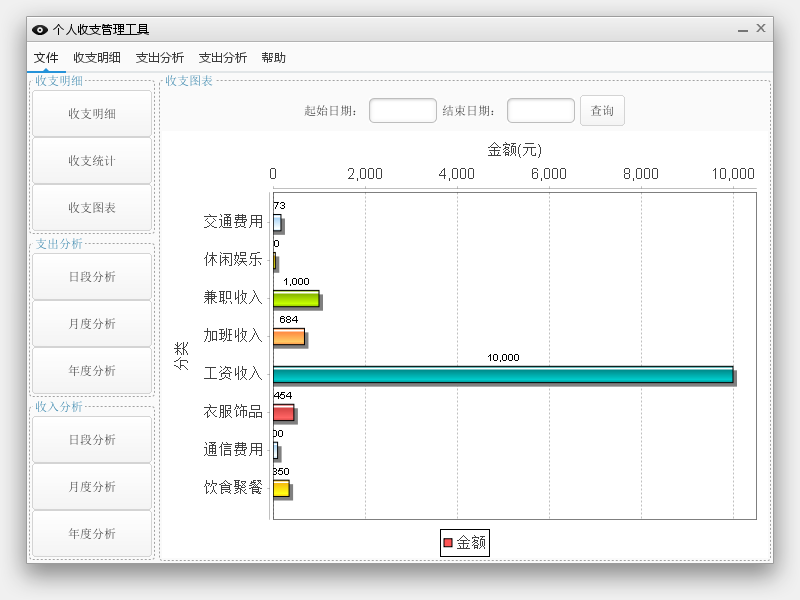 个人收支管理工具
文件 收支明细 支出分析 支出分析 帮助
收支明细
收支明细
收支统计
收支图表
支出分析
日段分析
月度分析
年度分析
收入分析
日段分析
月度分析
年度分析
收支图表
起始日期： 结束日期： 查询
金额(元)
0 2,000 4,000 6,000 8,000 10,000
分类
交通费用 73
休闲娱乐 0
兼职收入 1,000
加班收入 684
工资收入 10,000
衣服饰品 454
通信费用 00
饮食聚餐 350
金额